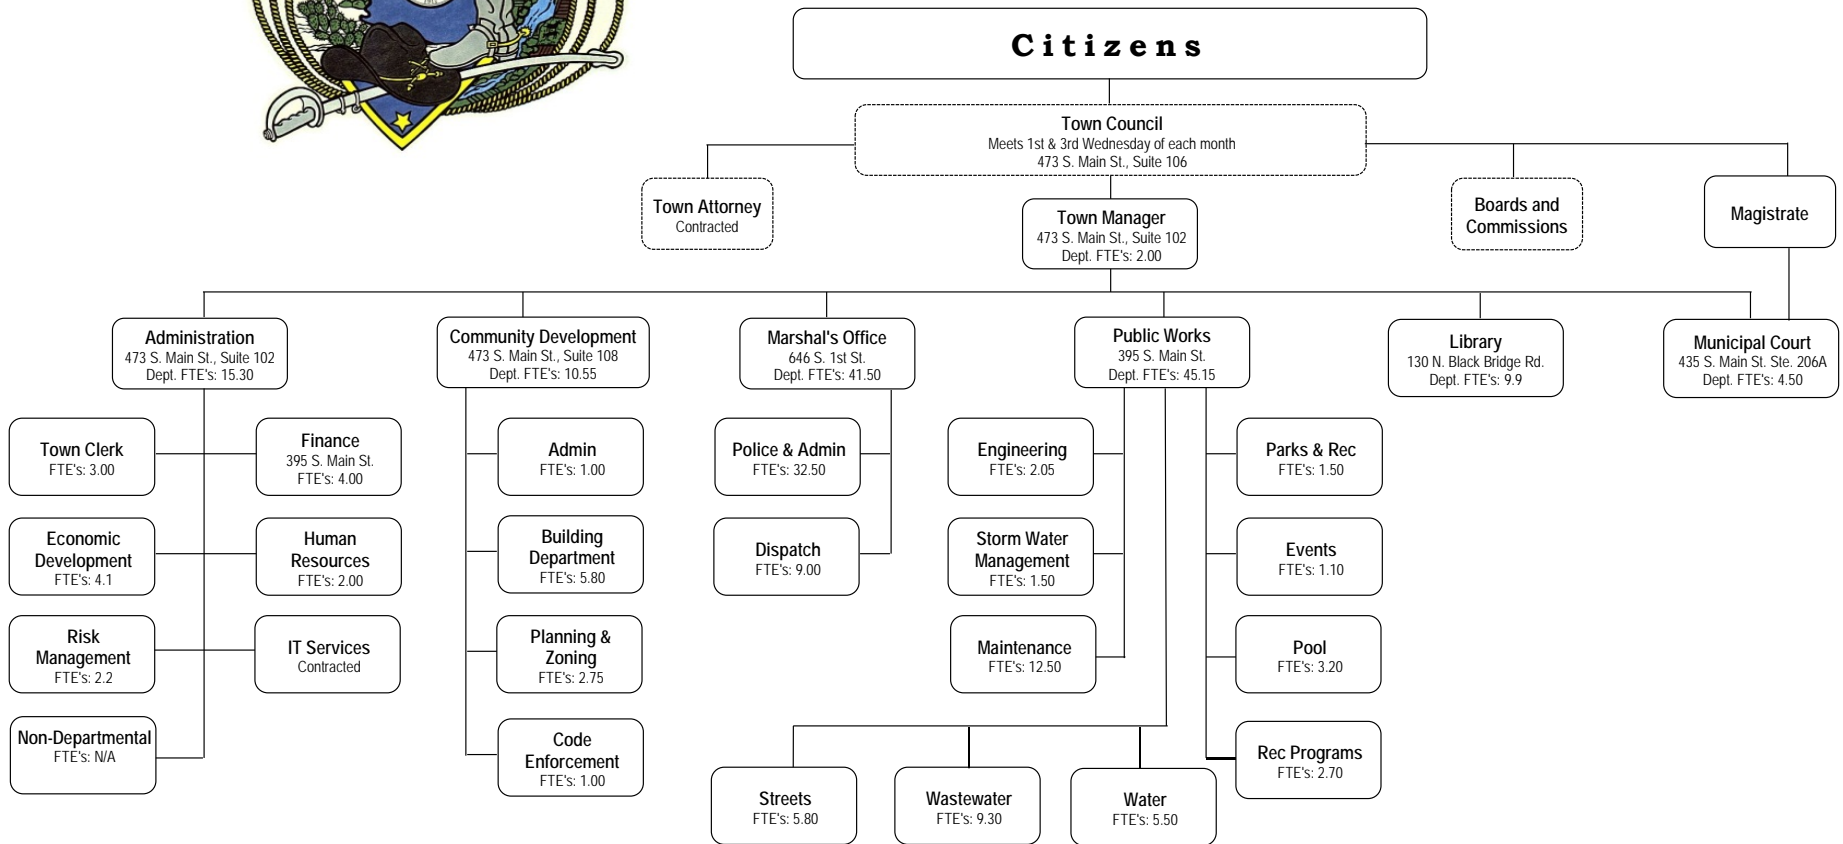 Citizens
Town Council
Meets 1st & 3rd Wednesday of each month
473 S. Main St., Suite 106
Town Attorney
Contracted
Town Manager
473 S. Main St., Suite 102
Dept. FTE's: 2.00
Boards and
Commissions
Magistrate
Administration
473 S. Main St., Suite 102
Dept. FTE's: 15.30
Community Development
473 S. Main St., Suite 108
Dept. FTE's: 10.55
Marshal's Office
646 S. 1st St.
Dept. FTE's: 41.50
Public Works
395 S. Main St.
Dept. FTE's: 45.15
Library
130 N. Black Bridge Rd.
Dept. FTE's: 9.9
Municipal Court
435 S. Main St. Ste. 206A
Dept. FTE's: 4.50
Town Clerk
FTE's: 3.00
Finance
395 S. Main St.
FTE's: 4.00
Admin
FTE's: 1.00
Police & Admin
FTE's: 32.50
Engineering
FTE's: 2.05
Parks & Rec
FTE's: 1.50
Economic
Development
FTE's: 4.1
Human
Resources
FTE's: 2.00
Building
Department
FTE's: 5.80
Dispatch
FTE's: 9.00
Storm Water
Management
FTE's: 1.50
Events
FTE's: 1.10
Risk
Management
FTE's: 2.2
IT Services
Contracted
Planning &
Zoning
FTE's: 2.75
Maintenance
FTE's: 12.50
Pool
FTE's: 3.20
Non-Departmental
FTE's: N/A
Code
Enforcement
FTE's: 1.00
Rec Programs
FTE's: 2.70
Streets
FTE's: 5.80
Wastewater
FTE's: 9.30
Water
FTE's: 5.50